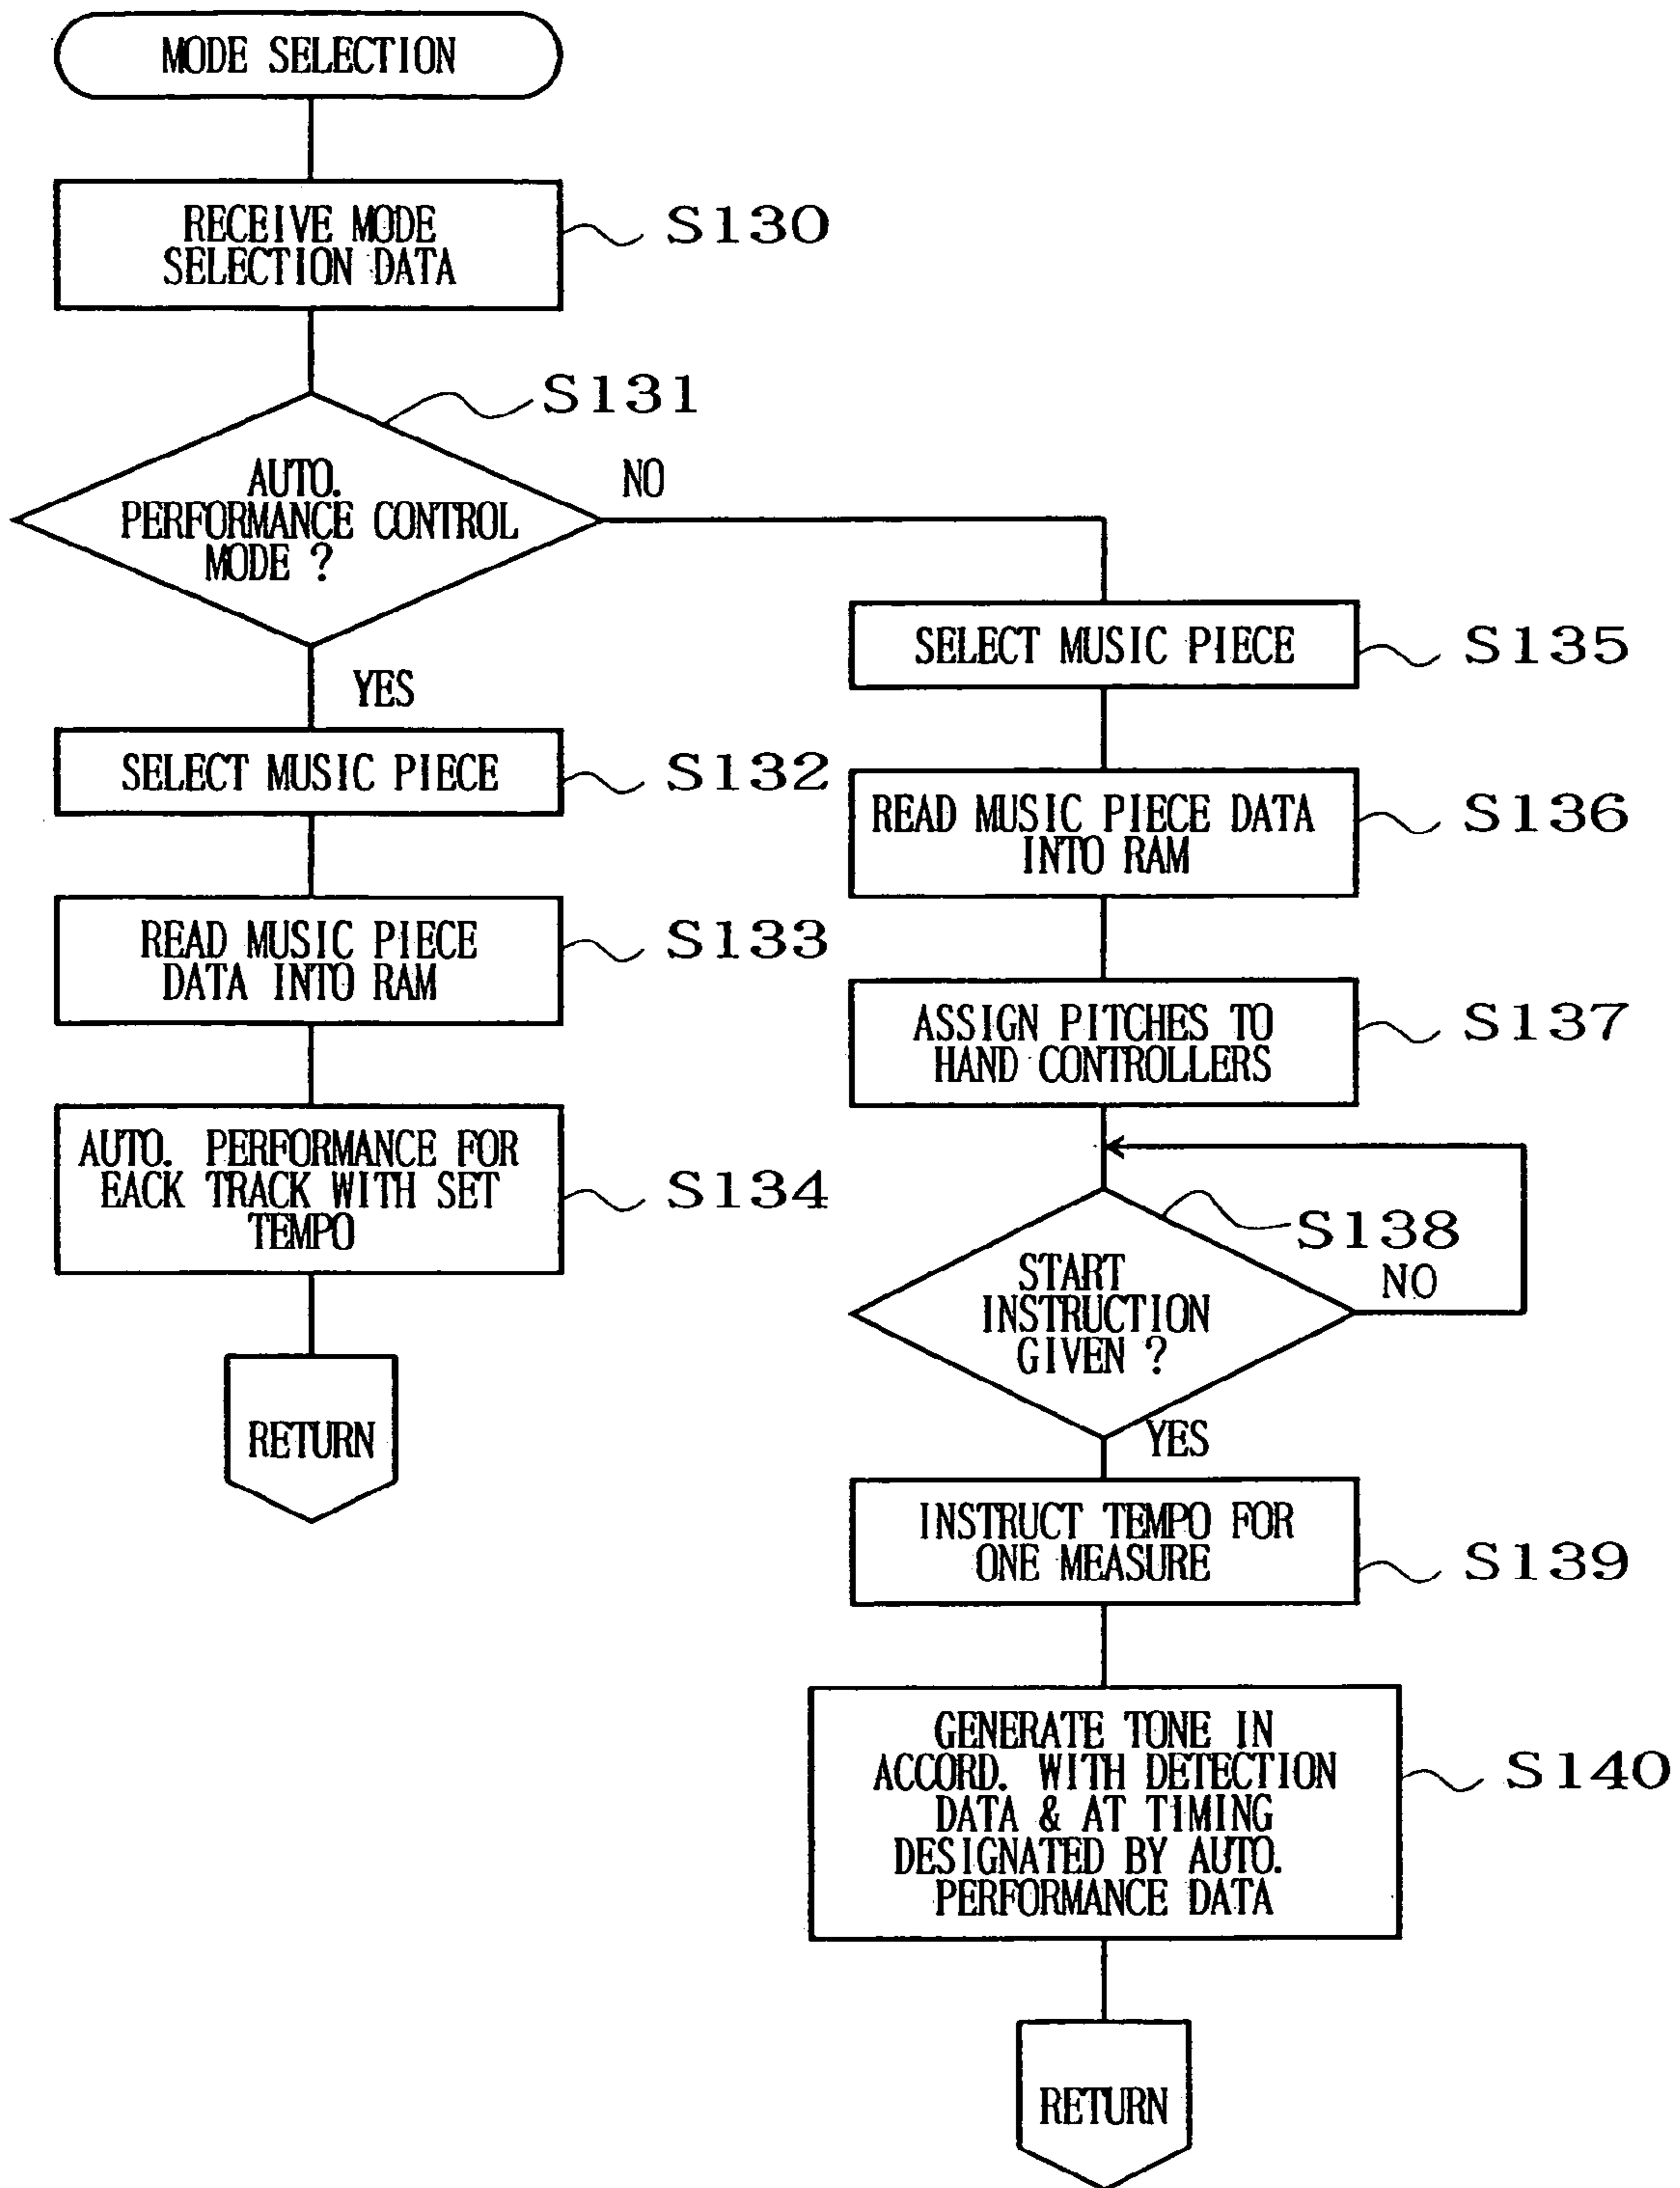 MODE SELECTION
RECEIVE MODE
SELECTION DATA
S130
S131
AUTO.
PERFORMANCE CONTROL
MODE ?
NO
YES
SELECT MUSIC PIECE
S132
READ MUSIC PIECE
DATA INTO RAM
S133
AUTO. PERFORMANCE FOR
EACK TRACK WITH SET
TEMPO
S134
RETURN
SELECT MUSIC PIECE
S135
READ MUSIC PIECE DATA
INTO RAM
S136
ASSIGN PITCHES TO
HAND CONTROLLERS
S137
S138
START
INSTRUCTION
GIVEN ?
NO
YES
INSTRUCT TEMPO FOR
ONE MEASURE
S139
GENERATE TONE IN
ACCORD. WITH DETECTION
DATA & AT TIMING
DESIGNATED BY AUTO.
PERFORMANCE DATA
S140
RETURN